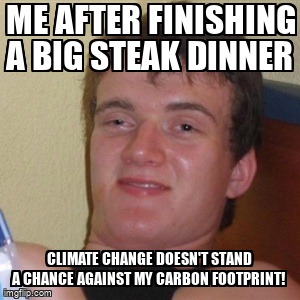 ME AFTER FINISHING
A BIG STEAK DINNER
CLIMATE CHANGE DOESN'T STAND
A CHANCE AGAINST MY CARBON FOOTPRINT!
imgflip.com